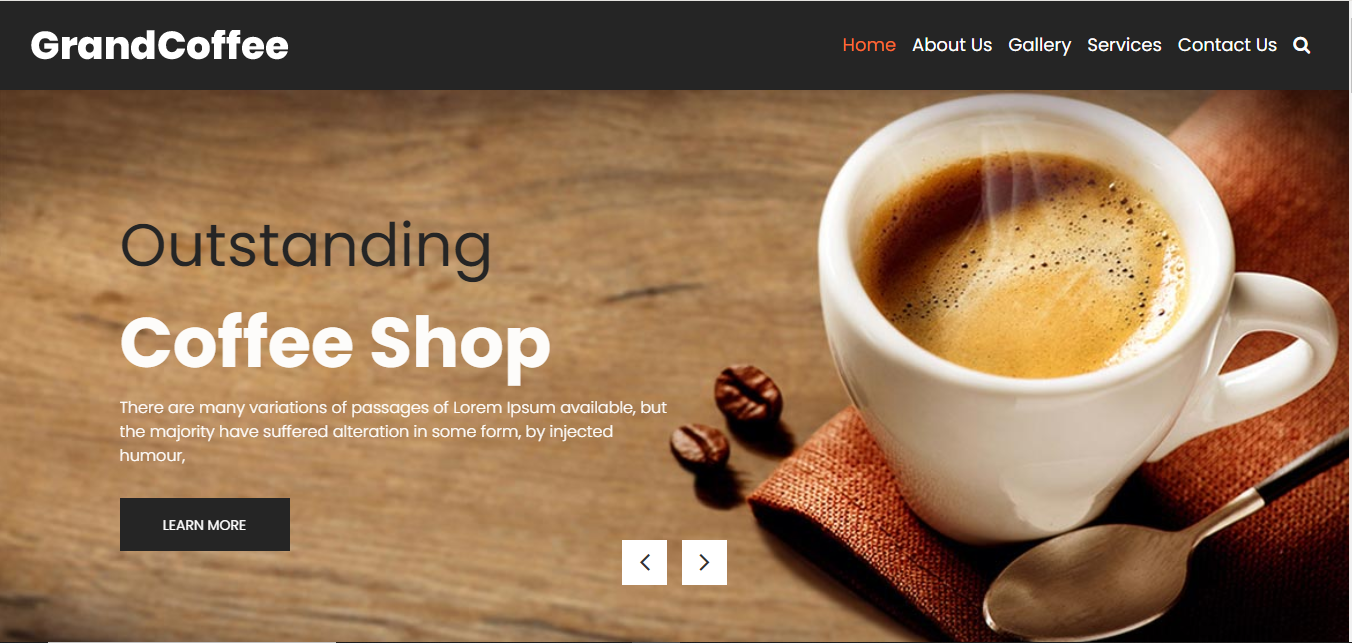 GrandCoffee
Home About Us Gallery Services Contact Us
Outstanding
Coffee Shop
There are many variations of passages of Lorem Ipsum available, but
the majority have suffered alteration in some form, by injected
humour,
LEARN MORE